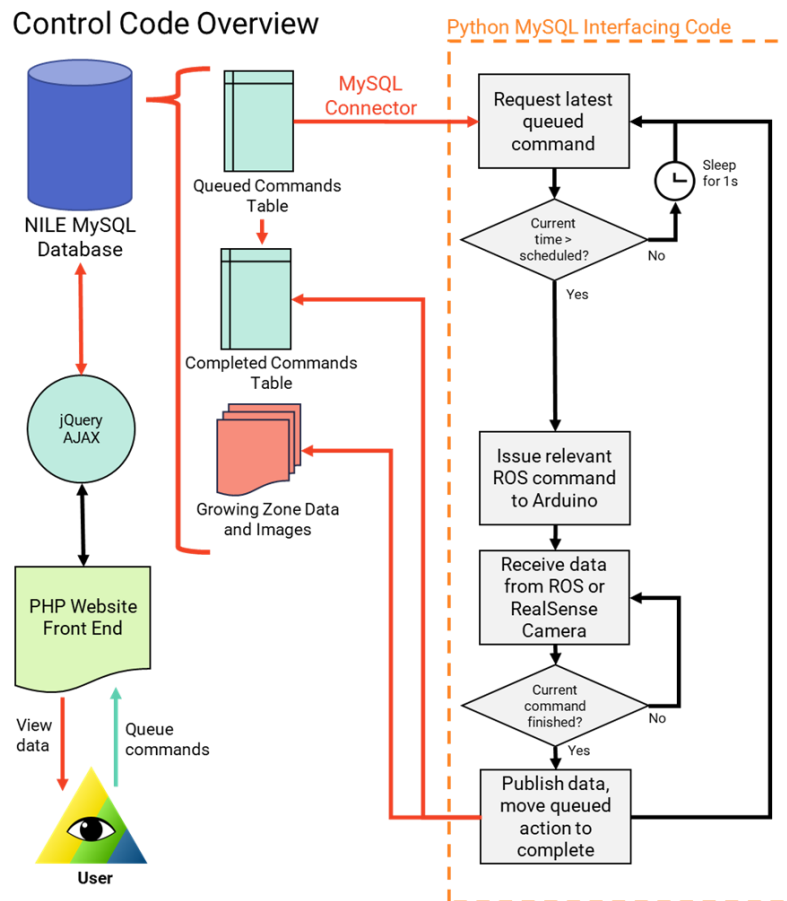 Control Code Overview
Python MySQL Interfacing Code
NILE MySQL
Database
jQuery
AJAX
PHP Website
Front End
View
data
Queue
commands
User
Queued Commands
Table
Completed Commands
Table
Growing Zone Data
and Images
MySQL
Connector
Request latest
queued
command
Sleep
for 1s
Current
time >
scheduled?
No
Yes
Issue relevant
ROS command
to Arduino
Receive data
from ROS or
RealSense
Camera
Current
command
finished?
No
Yes
Publish data,
move queued
action to
complete